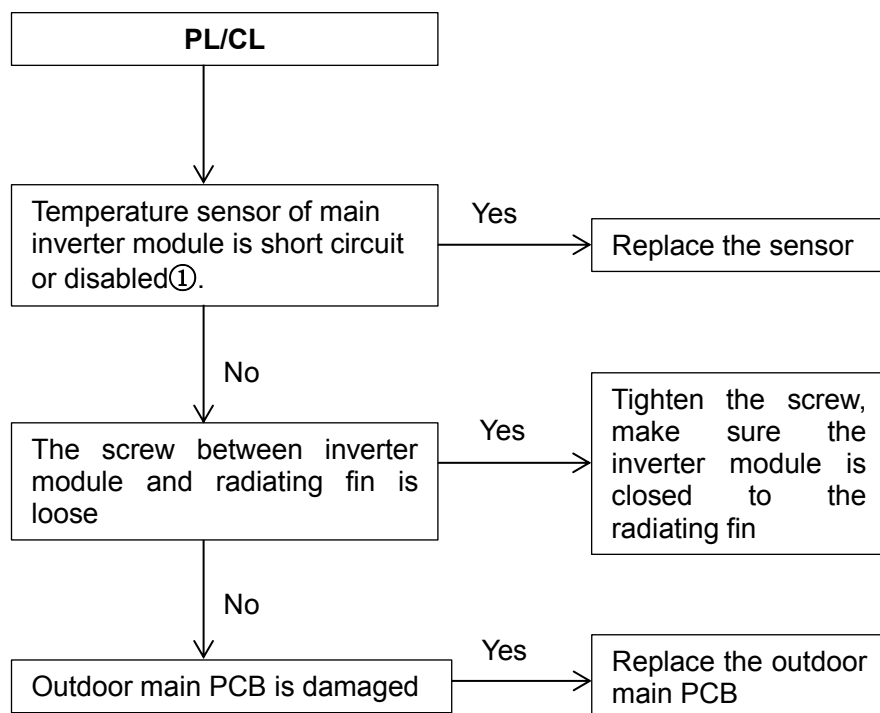 PL/CL
Temperature sensor of main
inverter module is short circuit
or disabled①.
Yes
Replace the sensor
No
The screw between inverter
module and radiating fin is
loose
Yes
Tighten the screw,
make sure the
inverter module is
closed to the
radiating fin
No
Outdoor main PCB is damaged
Yes
Replace the outdoor
main PCB